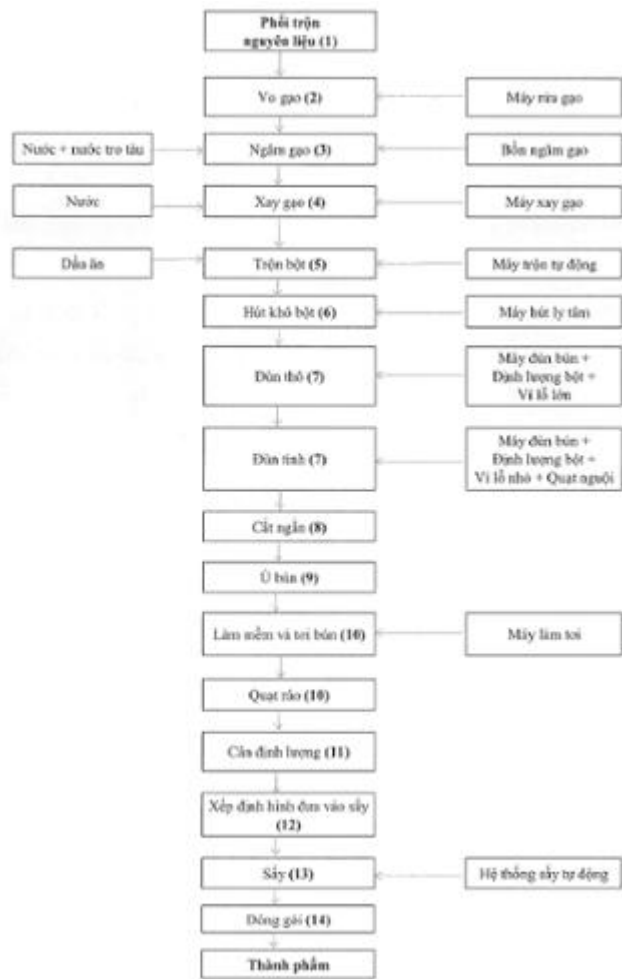 Phối trộn
nguyên liệu (1)
Vo gạo (2)
Máy rửa gạo
Nước + nước tro tàu
Ngâm gạo (3)
Bồn ngâm gạo
Nước
Xay gạo (4)
Máy xay gạo
Dầu ăn
Trộn bột (5)
Máy trộn tự động
Hút khô bột (6)
Máy hút ly tâm
Đùn thô (7)
Máy đùn bún +
Định lượng bột +
Vỉ lỗ lớn
Đùn tinh (7)
Máy đùn bún +
Định lượng bột +
Vỉ lỗ nhỏ + Quạt nguội
Cắt ngắn (8)
Ủ bún (9)
Làm mềm và tơi bún (10)
Máy làm tơi
Quạt ráo (10)
Cân định lượng (11)
Xếp định hình đưa vào sấy
(12)
Sấy (13)
Hệ thống sấy tự động
Đóng gói (14)
Thành phẩm